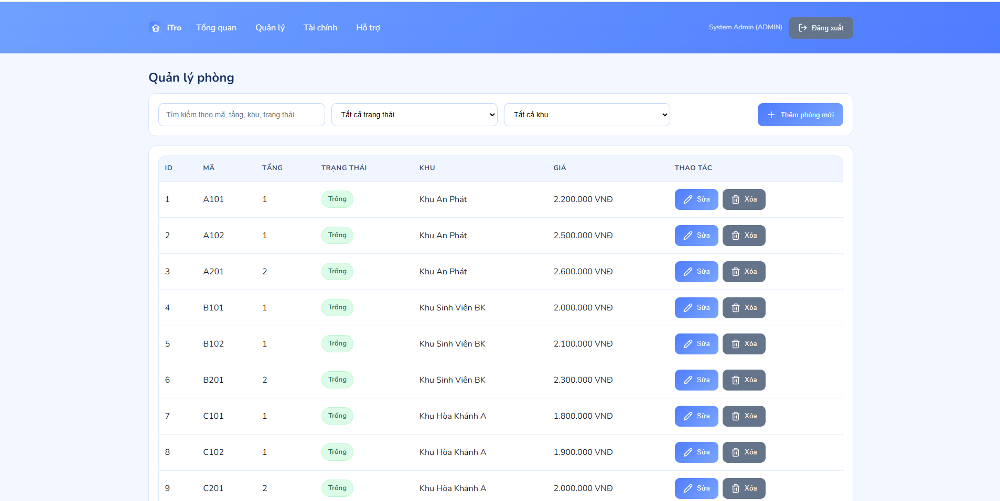 iTro Tổng quan Quản lý Tài chính Hỗ trợ System Admin (ADMIN) Đăng xuất
Quản lý phòng
Tìm kiếm theo mã, tầng, khu, trạng thái... Tất cả trạng thái Tất cả khu Thêm phòng mới
ID MÃ TẦNG TRẠNG THÁI KHU GIÁ THAO TÁC
1 A101 1 Trống Khu An Phát 2.200.000 VNĐ Sửa Xóa
2 A102 1 Trống Khu An Phát 2.500.000 VNĐ Sửa Xóa
3 A201 2 Trống Khu An Phát 2.600.000 VNĐ Sửa Xóa
4 B101 1 Trống Khu Sinh Viên BK 2.000.000 VNĐ Sửa Xóa
5 B102 1 Trống Khu Sinh Viên BK 2.100.000 VNĐ Sửa Xóa
6 B201 2 Trống Khu Sinh Viên BK 2.300.000 VNĐ Sửa Xóa
7 C101 1 Trống Khu Hòa Khánh A 1.800.000 VNĐ Sửa Xóa
8 C102 1 Trống Khu Hòa Khánh A 1.900.000 VNĐ Sửa Xóa
9 C201 2 Trống Khu Hòa Khánh A 2.000.000 VNĐ Sửa Xóa